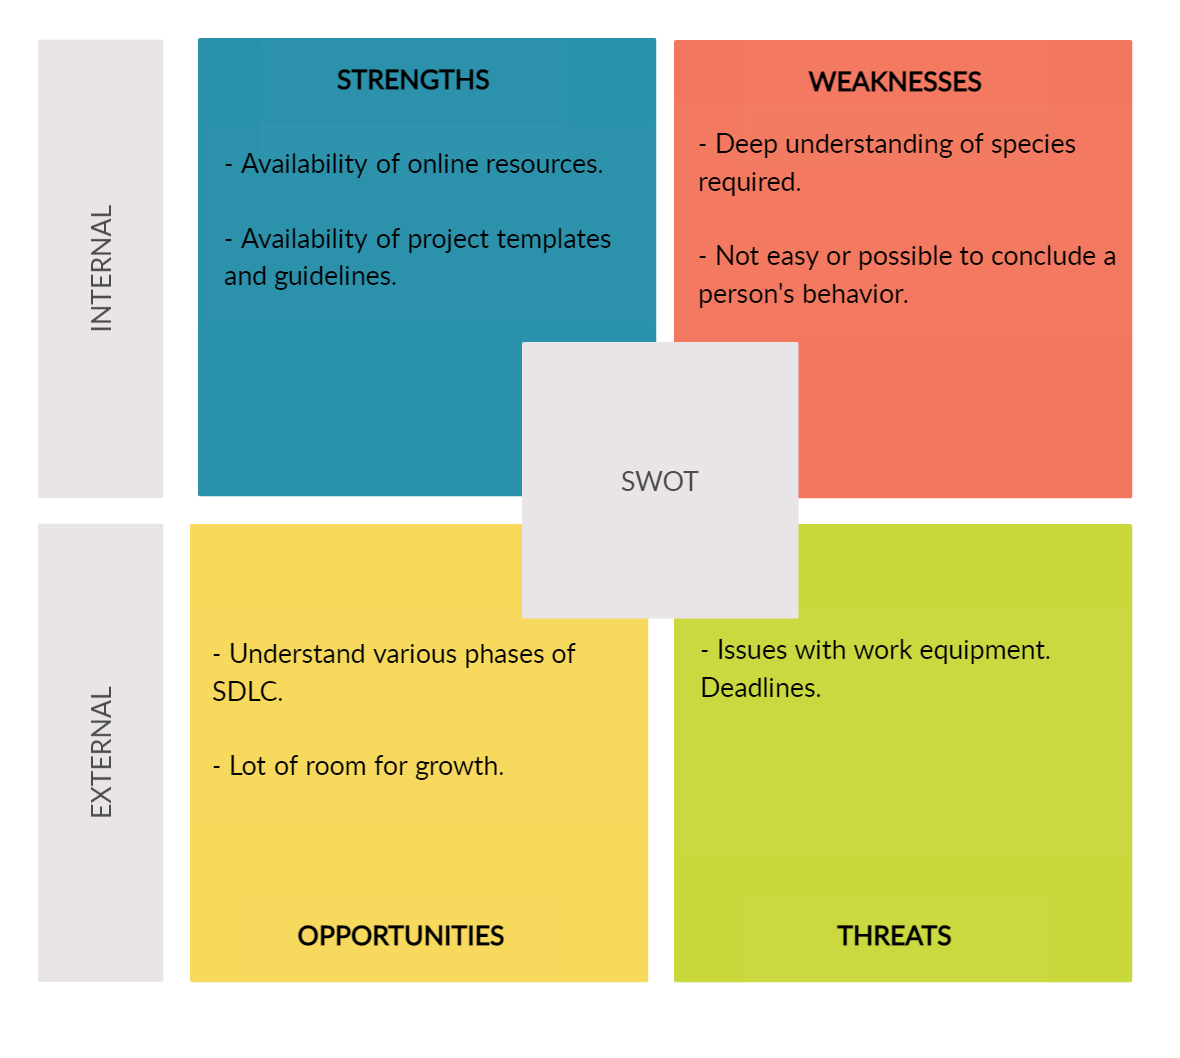 INTERNAL
STRENGTHS
- Availability of online resources.
- Availability of project templates
and guidelines.
WEAKNESSES
- Deep understanding of species
required.
- Not easy or possible to conclude a
person's behavior.
SWOT
EXTERNAL
- Understand various phases of
SDLC.
- Lot of room for growth.
OPPORTUNITIES
- Issues with work equipment.
Deadlines.
THREATS